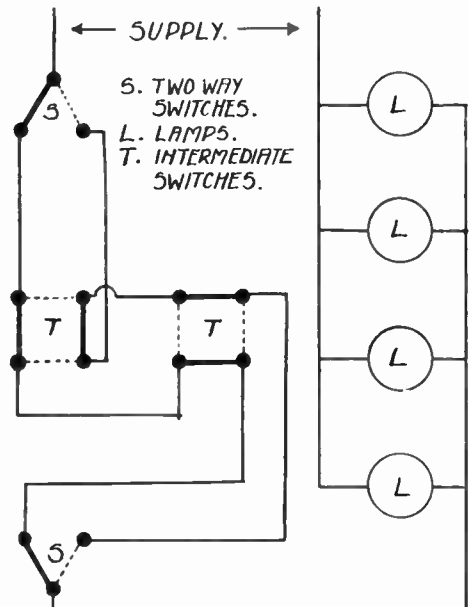 SUPPLY.
S. TWO WAY
SWITCHES.
L. LAMPS.
T. INTERMEDIATE
SWITCHES.
S
L
L
T
T
L
L
S